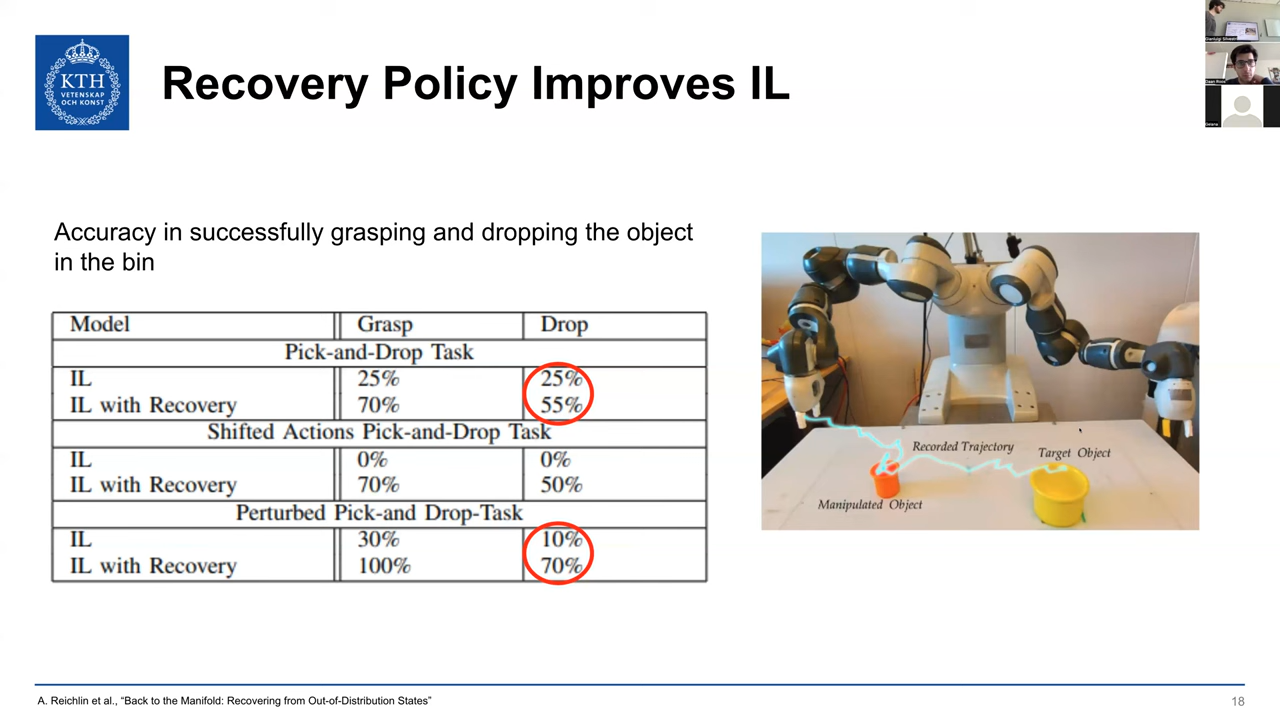 KTH
VETENSKAP
OCH KONST
Recovery Policy Improves IL
Accuracy in successfully grasping and dropping the object
in the bin
Model Grasp Drop
Pick-and-Drop Task
IL 25% 25%
IL with Recovery 70% 55%
Shifted Actions Pick-and-Drop Task
IL 0% 0%
IL with Recovery 70% 50%
Perturbed Pick-and Drop-Task
IL 30% 10%
IL with Recovery 100% 70%
Recorded Trajectory
Target Object
Manipulated Object
A. Reichlin et al., “Back to the Manifold: Recovering from Out-of-Distribution States”
18